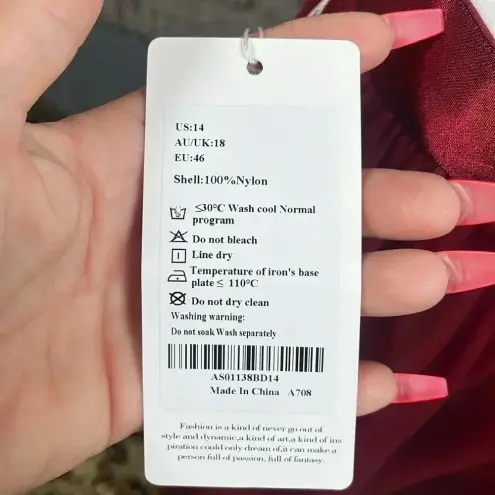 US:14
AU/UK:18
EU:46
Shell:100%Nylon
≤30°C Wash cool Normal
program
Do not bleach
Line dry
Temperature of iron's base
plate ≤ 110°C
Do not dry clean
Washing warning:
Do not soak Wash separately
AS01138BD14
Made In China A708
Fashion is a kind of never go out of
style and dynamic,a kind of art,a kind of ins
piration could only dream of,it can make a
person full of passion, full of fantasy.